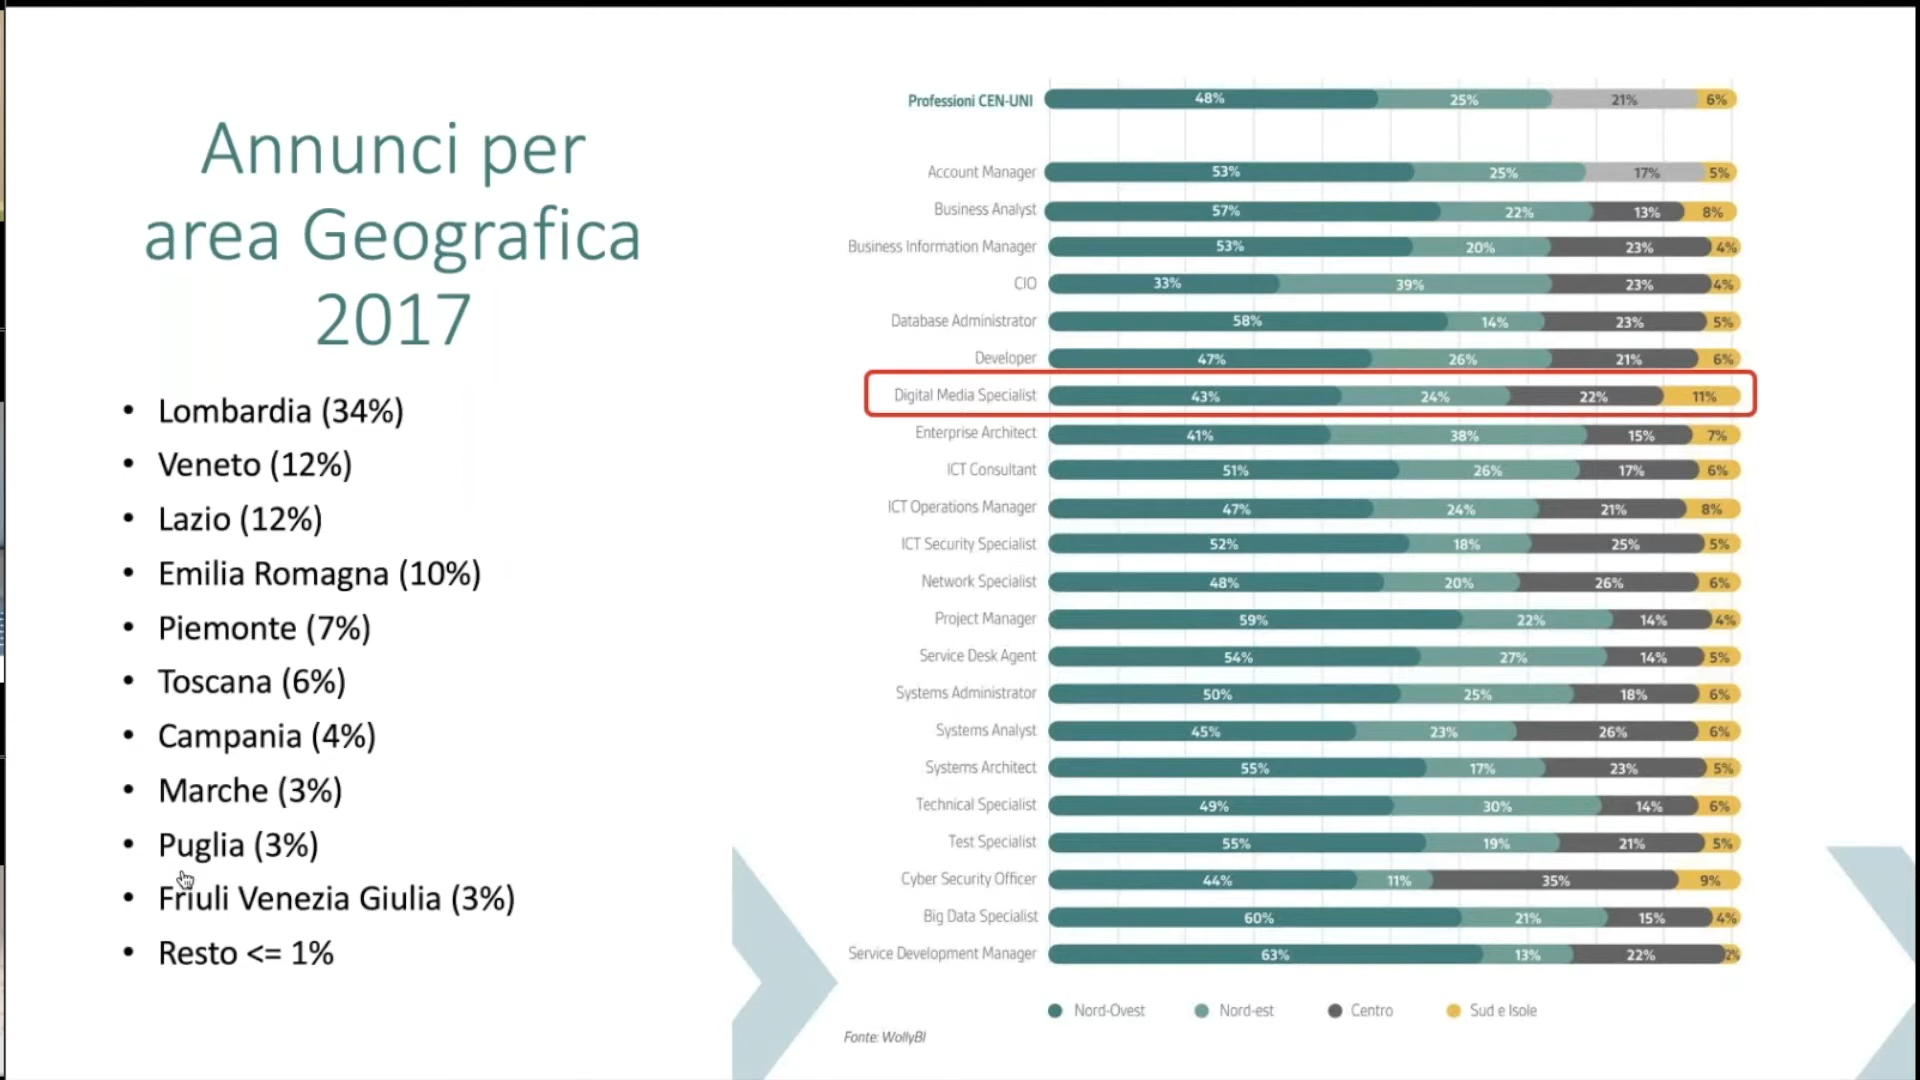 Annunci per
area Geografica
2017
• Lombardia (34%)
• Veneto (12%)
• Lazio (12%)
• Emilia Romagna (10%)
• Piemonte (7%)
• Toscana (6%)
• Campania (4%)
• Marche (3%)
• Puglia (3%)
• Friuli Venezia Giulia (3%)
• Resto <= 1%
Professioni CEN-UNI 48% 25% 21% 6%
Account Manager 53% 25% 17% 5%
Business Analyst 57% 22% 13% 8%
Business Information Manager 53% 20% 23% 4%
CIO 33% 39% 23% 4%
Database Administrator 58% 14% 23% 5%
Developer 47% 26% 21% 6%
Digital Media Specialist 43% 24% 22% 11%
Enterprise Architect 41% 38% 15% 7%
ICT Consultant 51% 26% 17% 6%
ICT Operations Manager 47% 24% 21% 8%
ICT Security Specialist 52% 18% 25% 5%
Network Specialist 48% 20% 26% 6%
Project Manager 59% 22% 14% 4%
Service Desk Agent 54% 27% 14% 5%
Systems Administrator 50% 25% 18% 6%
Systems Analyst 45% 23% 26% 6%
Systems Architect 55% 17% 23% 5%
Technical Specialist 49% 30% 14% 6%
Test Specialist 55% 19% 21% 5%
Cyber Security Officer 44% 11% 35% 9%
Big Data Specialist 60% 21% 15% 4%
Service Development Manager 63% 13% 22% 2%
Nord-Ovest Nord-est Centro Sud e Isole
Fonte: WollyBI